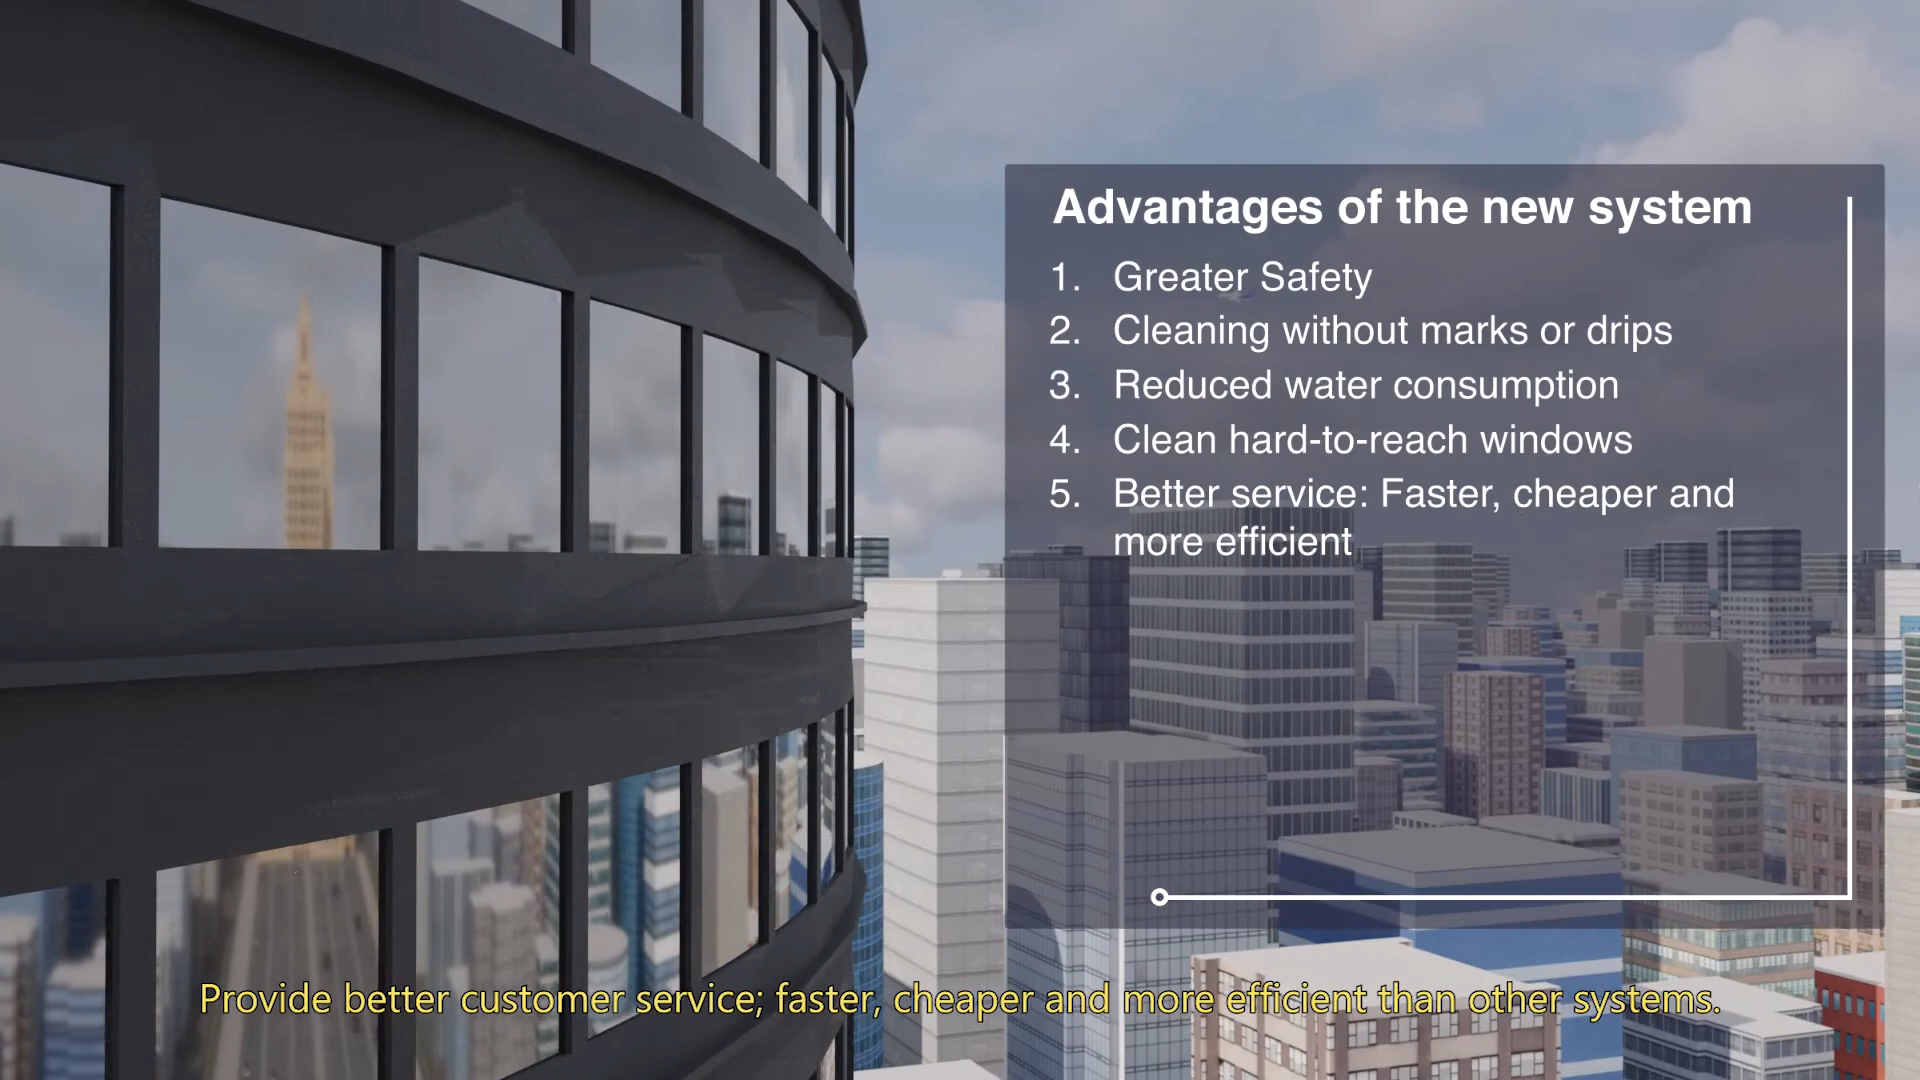 Advantages of the new system
1. Greater Safety
2. Cleaning without marks or drips
3. Reduced water consumption
4. Clean hard-to-reach windows
5. Better service: Faster, cheaper and
more efficient
Provide better customer service; faster, cheaper and more efficient than other systems.